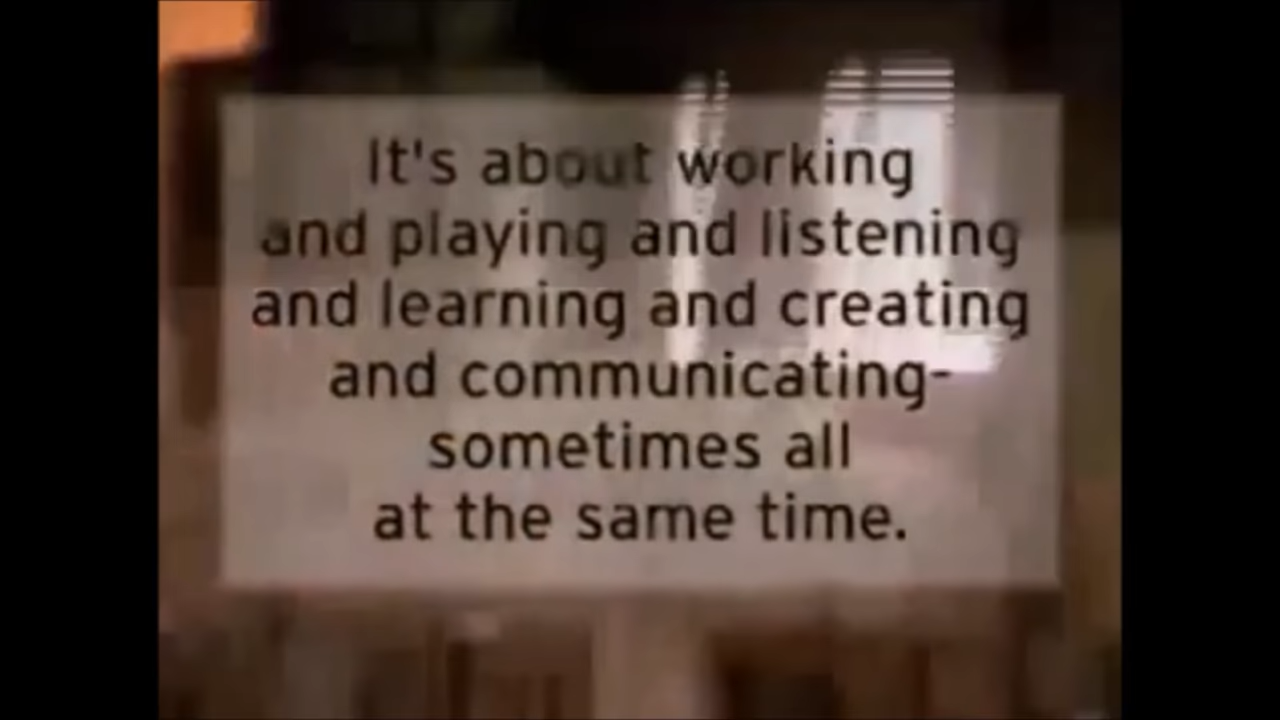 It's about working
and playing and listening
and learning and creating
and communicating-
sometimes all
at the same time.